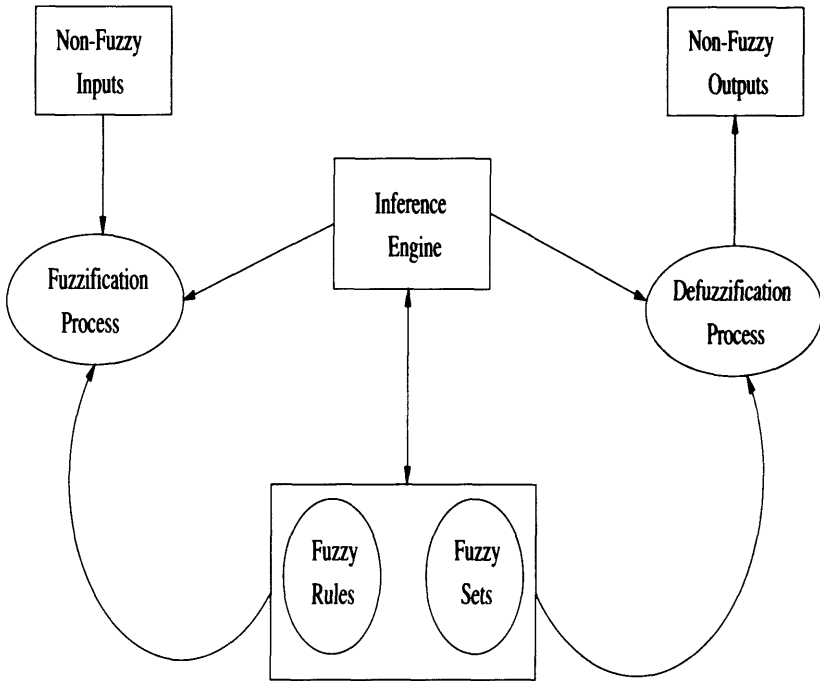 Non-Fuzzy
Inputs
Non-Fuzzy
Outputs
Inference
Engine
Fuzzification
Process
Defuzzification
Process
Fuzzy
Rules
Fuzzy
Sets